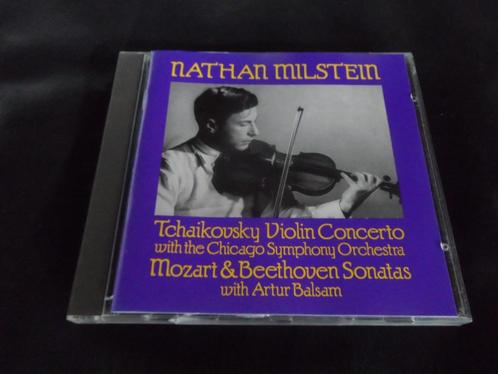 NATHAN MILSTEIN
Tchaikovsky Violin Concerto
with the Chicago Symphony Orchestra
Mozart & Beethoven Sonatas
with Artur Balsam